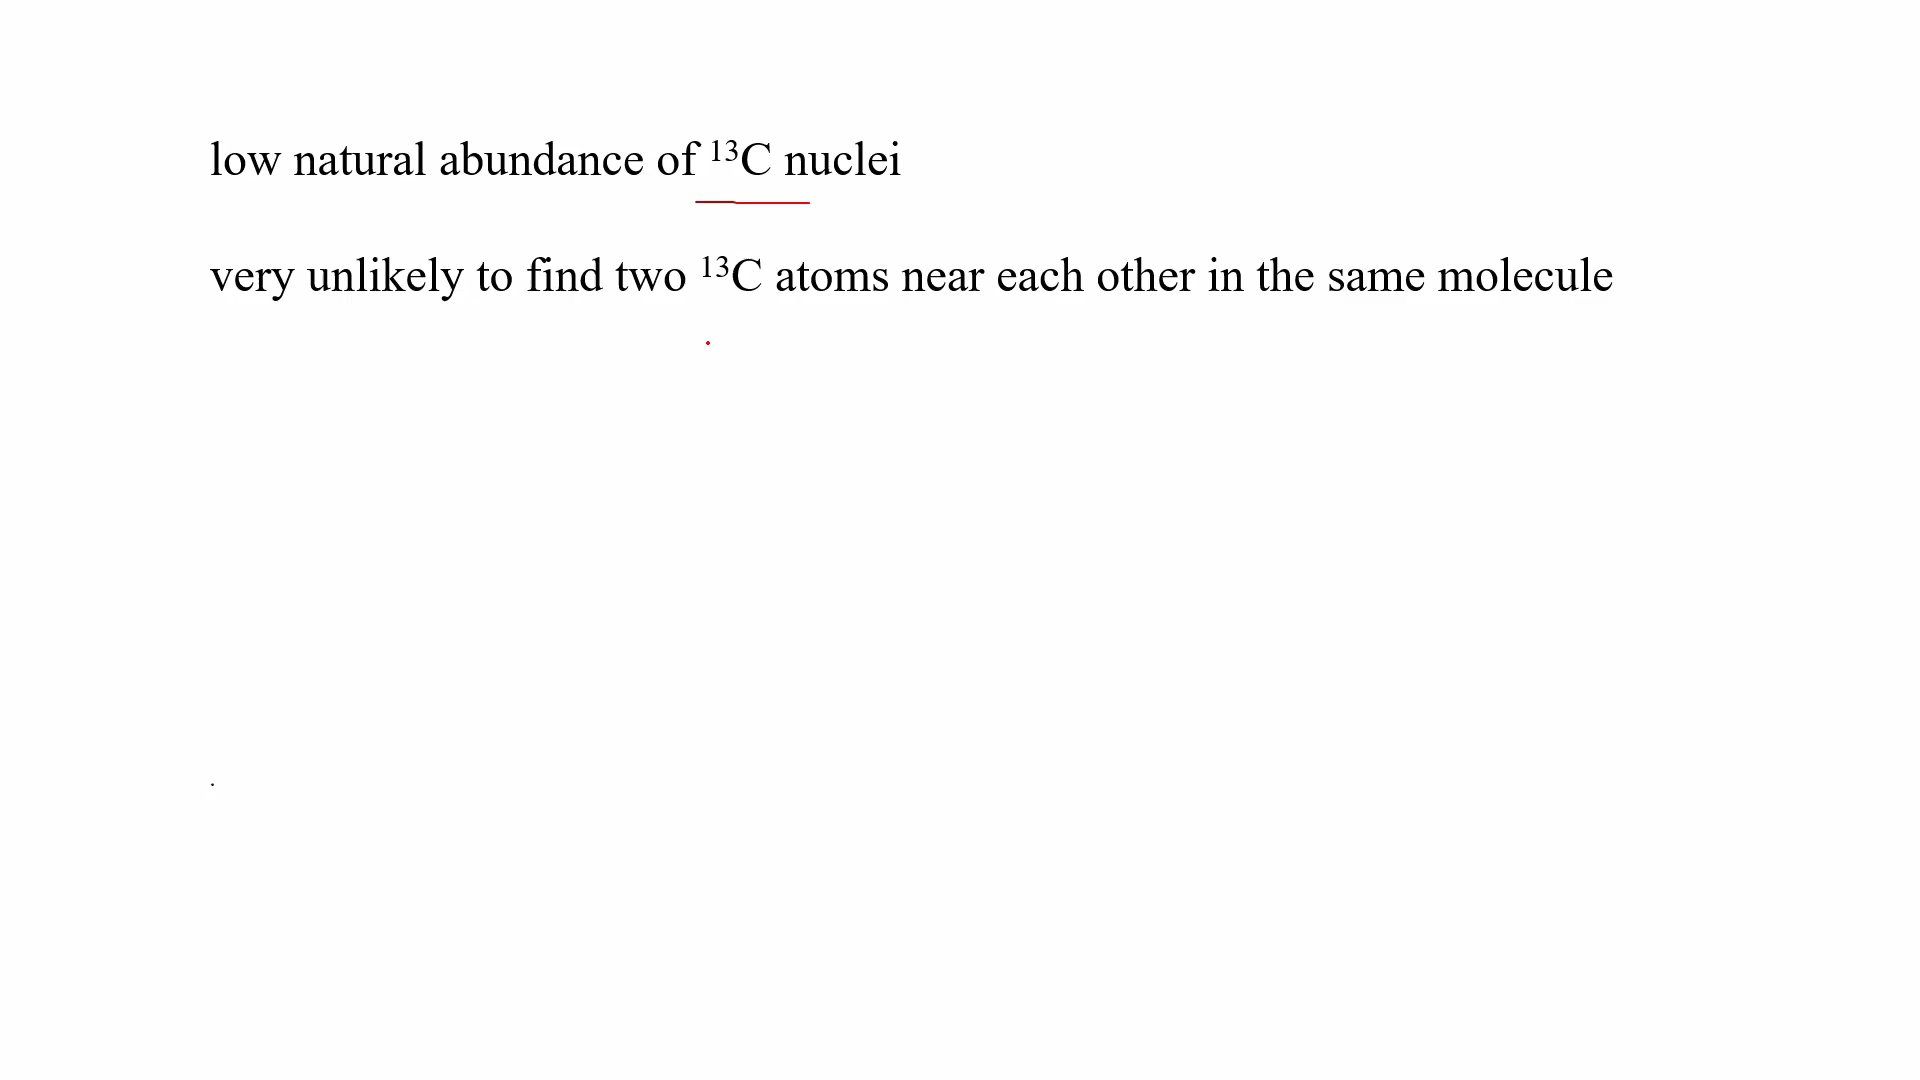 low natural abundance of ¹³C nuclei
very unlikely to find two ¹³C atoms near each other in the same molecule
.